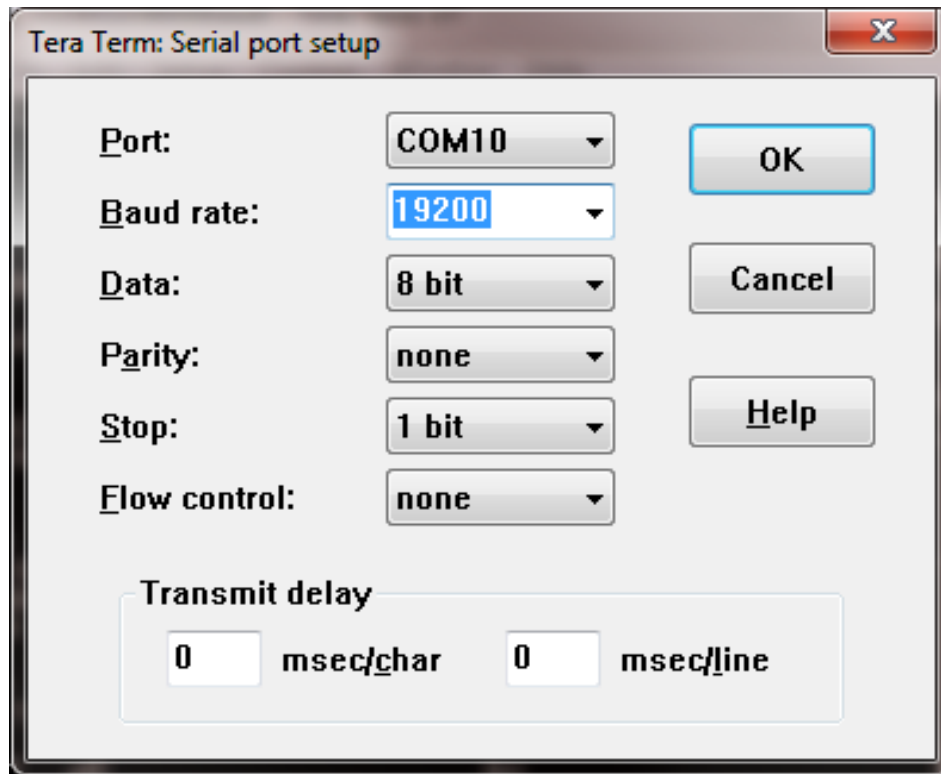 Tera Term: Serial port setup
Port: COM10 OK
Baud rate: 19200
Data: 8 bit Cancel
Parity: none
Stop: 1 bit Help
Flow control: none
Transmit delay
0 msec/char 0 msec/line